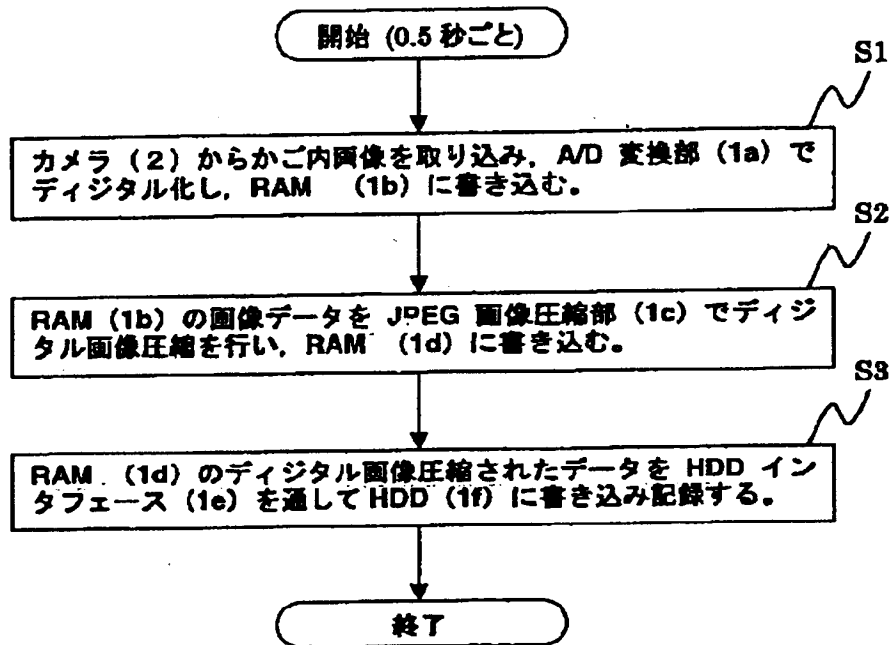 開始 (0.5 秒ごと)
S1
カメラ (2) からかご内画像を取り込み, A/D 変換部 (1a) で
ディジタル化し, RAM (1b) に書き込む。
S2
RAM (1b) の画像データを JPEG 画像圧縮部 (1c) でディジ
タル画像圧縮を行い, RAM (1d) に書き込む。
S3
RAM (1d) のディジタル画像圧縮されたデータを HDD イン
タフェース (1e) を通して HDD (1f) に書き込み記録する。
終了